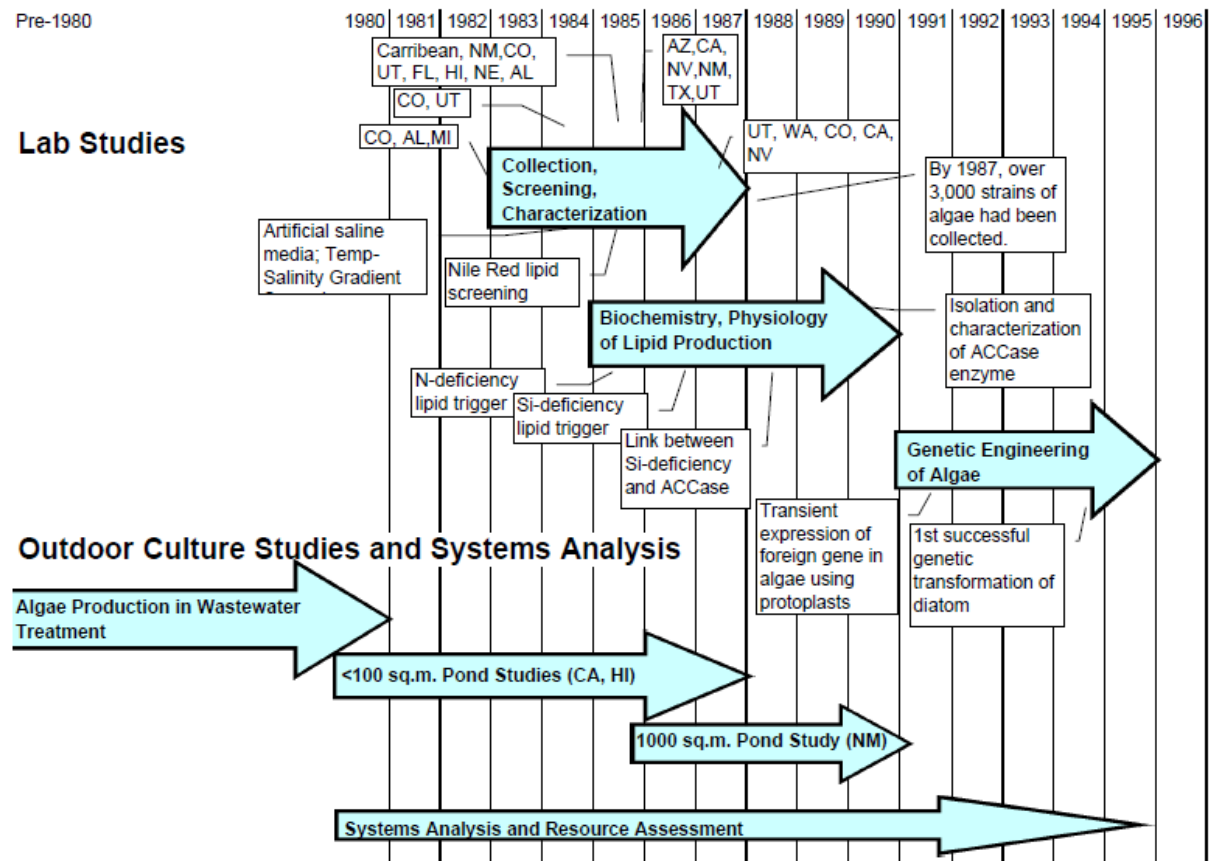 Pre-1980 1980 1981 1982 1983 1984 1985 1986 1987 1988 1989 1990 1991 1992 1993 1994 1995 1996
Carribean, NM,CO,
UT, FL, HI, NE, AL
AZ,CA,
NV,NM,
TX,UT
CO, UT
CO, AL,MI
UT, WA, CO, CA,
NV
Lab Studies
Collection,
Screening,
Characterization
By 1987, over
3,000 strains of
algae had been
collected.
Artificial saline
media; Temp-
Salinity Gradient
Nile Red lipid
screening
Biochemistry, Physiology
of Lipid Production
Isolation and
characterization
of ACCase
enzyme
N-deficiency
lipid trigger
Si-deficiency
lipid trigger
Link between
Si-deficiency
and ACCase
Genetic Engineering
of Algae
Transient
expression of
foreign gene in
algae using
protoplasts
1st successful
genetic
transformation of
diatom
Outdoor Culture Studies and Systems Analysis
Algae Production in Wastewater
Treatment
<100 sq.m. Pond Studies (CA, HI)
1000 sq.m. Pond Study (NM)
Systems Analysis and Resource Assessment